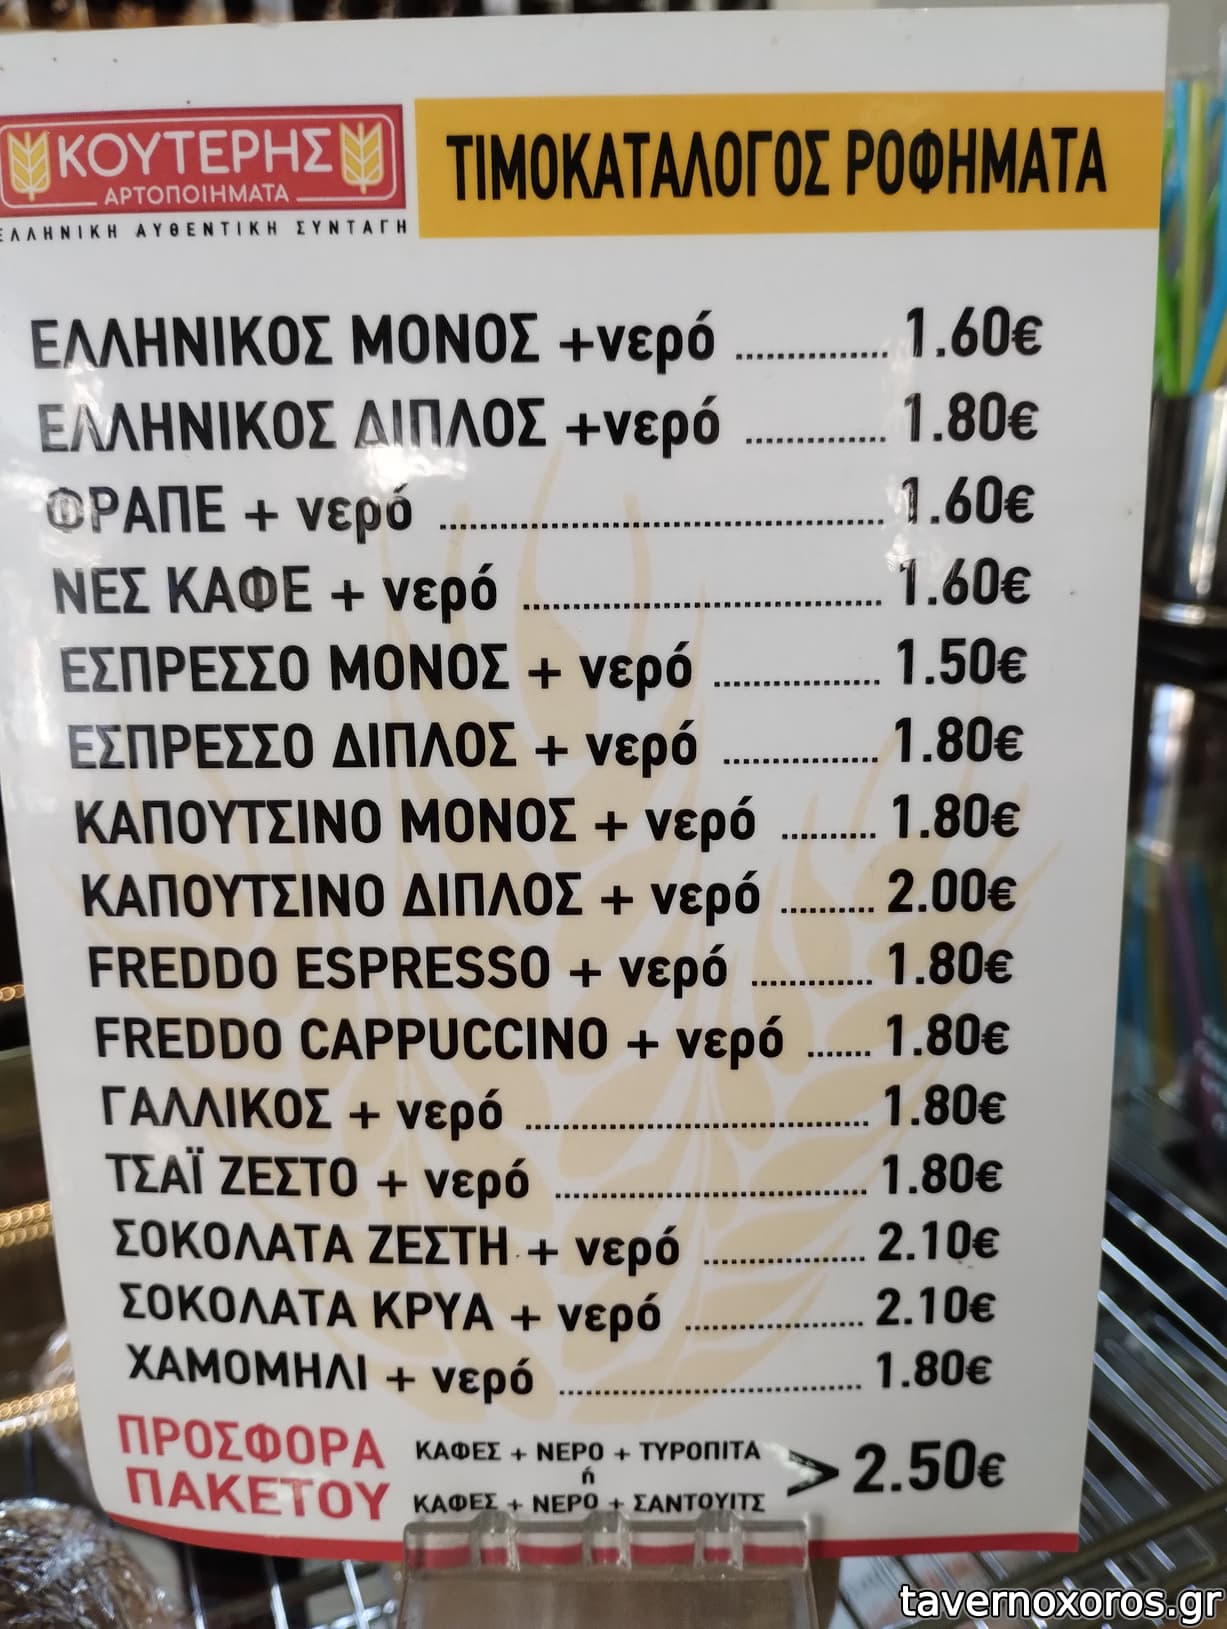 ΚΟΥΤΕΡΗΣ
ΑΡΤΟΠΟΙΗΜΑΤΑ
ΕΛΛΗΝΙΚΗ ΑΥΘΕΝΤΙΚΗ ΣΥΝΤΑΓΗ
ΤΙΜΟΚΑΤΑΛΟΓΟΣ ΡΟΦΗΜΑΤΑ
ΕΛΛΗΝΙΚΟΣ ΜΟΝΟΣ +νερό ............... 1.60€
ΕΛΛΗΝΙΚΟΣ ΔΙΠΛΟΣ +νερό .............. 1.80€
ΦΡΑΠΕ + νερό ............................................ 1.60€
ΝΕΣ ΚΑΦΕ + νερό .................................... 1.60€
ΕΣΠΡΕΣΣΟ ΜΟΝΟΣ + νερό ................. 1.50€
ΕΣΠΡΕΣΣΟ ΔΙΠΛΟΣ + νερό ................ 1.80€
ΚΑΠΟΥΤΣΙΝΟ ΜΟΝΟΣ + νερό .......... 1.80€
ΚΑΠΟΥΤΣΙΝΟ ΔΙΠΛΟΣ + νερό .......... 2.00€
FREDDO ESPRESSO + νερό ............. 1.80€
FREDDO CAPPUCCINO + νερό ....... 1.80€
ΓΑΛΛΙΚΟΣ + νερό .................................... 1.80€
ΤΣΑΪ ΖΕΣΤΟ + νερό ................................. 1.80€
ΣΟΚΟΛΑΤΑ ΖΕΣΤΗ + νερό ................. 2.10€
ΣΟΚΟΛΑΤΑ ΚΡΥΑ + νερό ................... 2.10€
ΧΑΜΟΜΗΛΙ + νερό ................................ 1.80€
ΠΡΟΣΦΟΡΑ
ΠΑΚΕΤΟΥ
ΚΑΦΕΣ + ΝΕΡΟ + ΤΥΡΟΠΙΤΑ
ή
ΚΑΦΕΣ + ΝΕΡΟ + ΣΑΝΤΟΥΙΤΣ
> 2.50€
tavernoxoros.gr